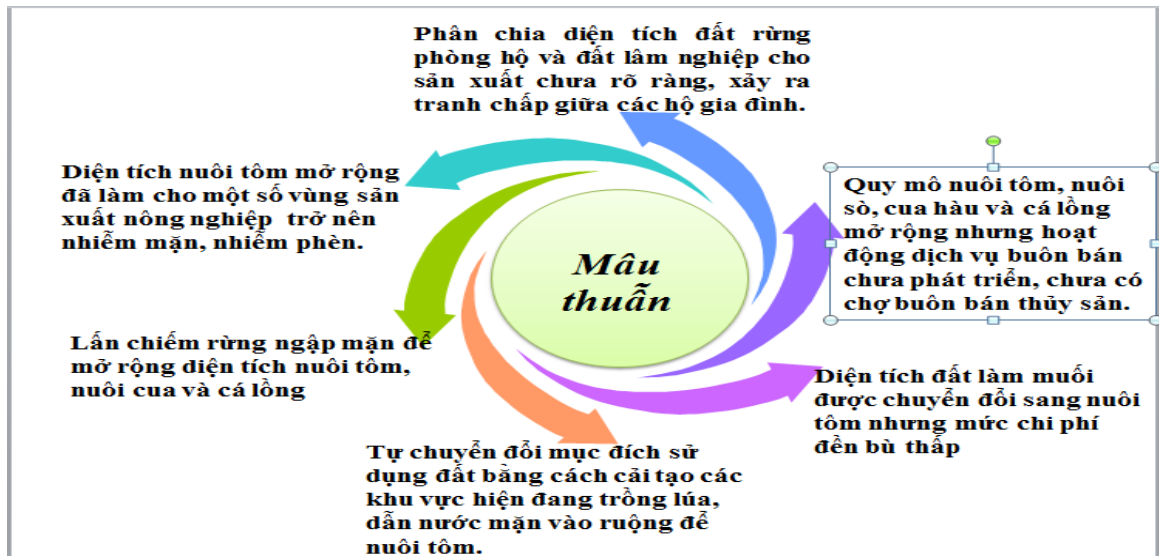 Phân chia diện tích đất rừng
phòng hộ và đất lâm nghiệp cho
sản xuất chưa rõ ràng, xảy ra
tranh chấp giữa các hộ gia đình.
Diện tích nuôi tôm mở rộng
đã làm cho một số vùng sản
xuất nông nghiệp trở nên
nhiễm mặn, nhiễm phèn.
Quy mô nuôi tôm, nuôi
sò, cua hàu và cá lồng
mở rộng nhưng hoạt
động dịch vụ buôn bán
chưa phát triển, chưa có
chợ buôn bán thủy sản.
Mâu
thuẫn
Lấn chiếm rừng ngập mặn để
mở rộng diện tích nuôi tôm,
nuôi cua và cá lồng
Diện tích đất làm muối
được chuyển đổi sang nuôi
tôm nhưng mức chi phí
đền bù thấp
Tự chuyển đổi mục đích sử
dụng đất bằng cách cải tạo các
khu vực hiện đang trồng lúa,
dẫn nước mặn vào ruộng để
nuôi tôm.